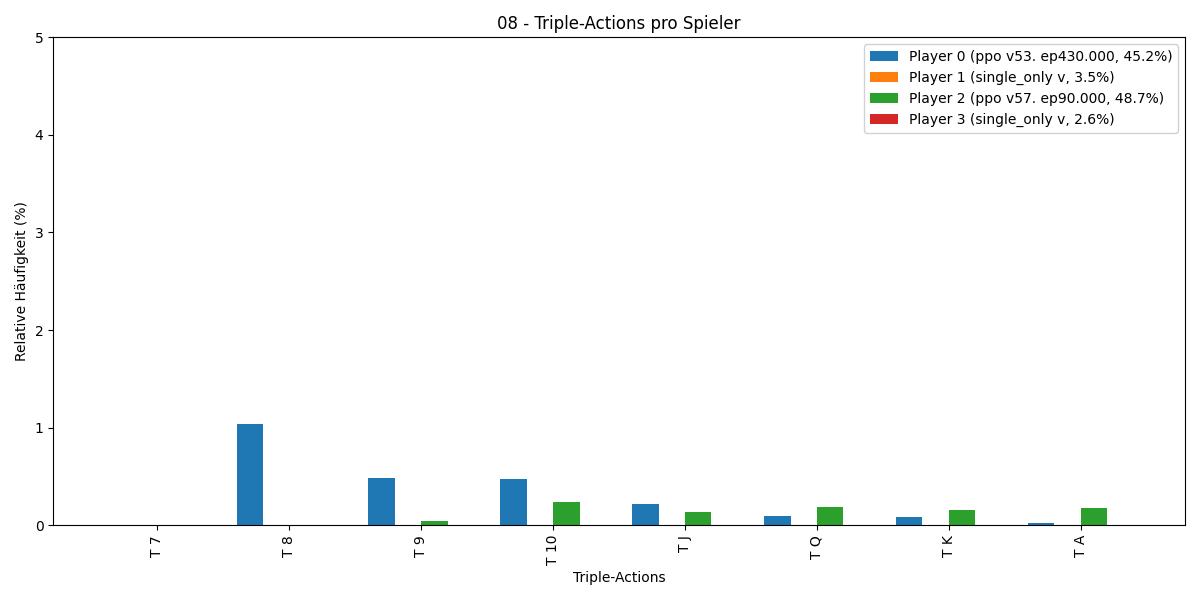 08 - Triple-Actions pro Spieler
Player 0 (ppo v53. ep430.000, 45.2%)
Player 1 (single_only v, 3.5%)
Player 2 (ppo v57. ep90.000, 48.7%)
Player 3 (single_only v, 2.6%)
Relative Häufigkeit (%)
5
4
3
2
1
0
T 7
T 8
T 9
T 10
T J
T Q
T K
T A
Triple-Actions